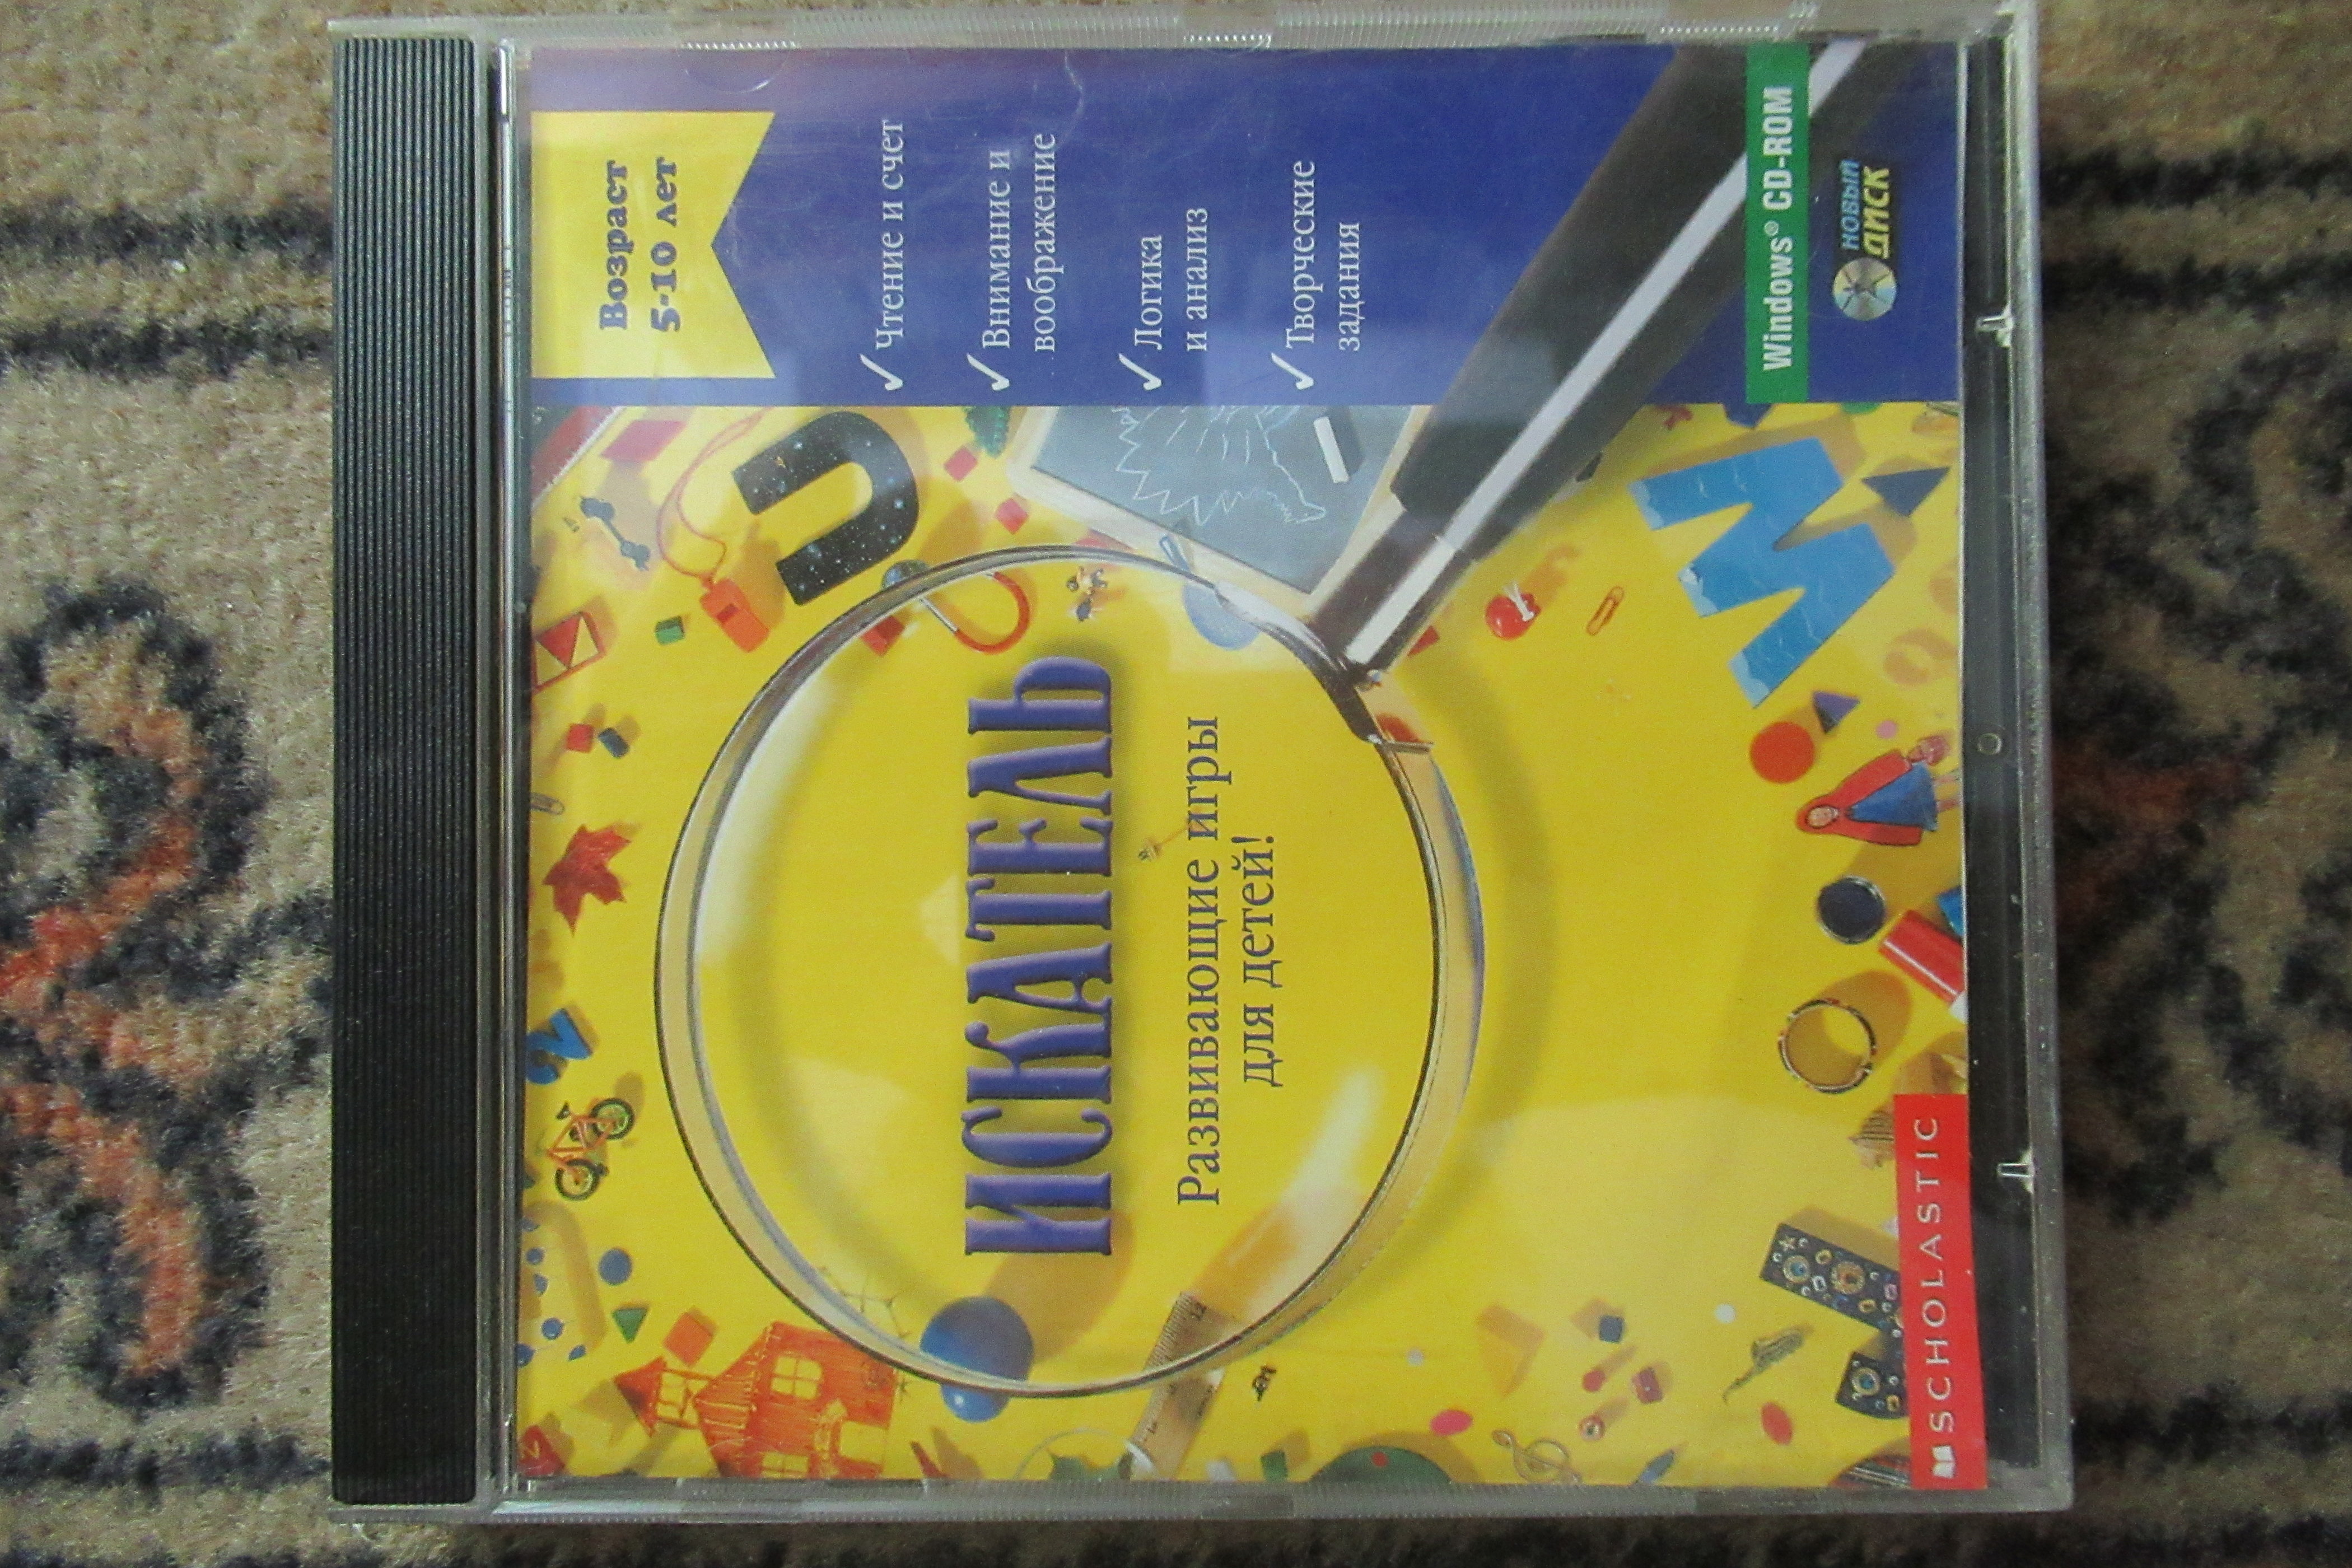 ИСКАТЕЛЬ
Развивающие игры
для детей!
Возраст
5-10 лет
✓ Чтение и счет
✓ Внимание и
воображение
✓ Логика
и анализ
✓ Творческие
задания
Windows® CD-ROM
НОВЫЙ
ДИСК
SCHOLASTIC